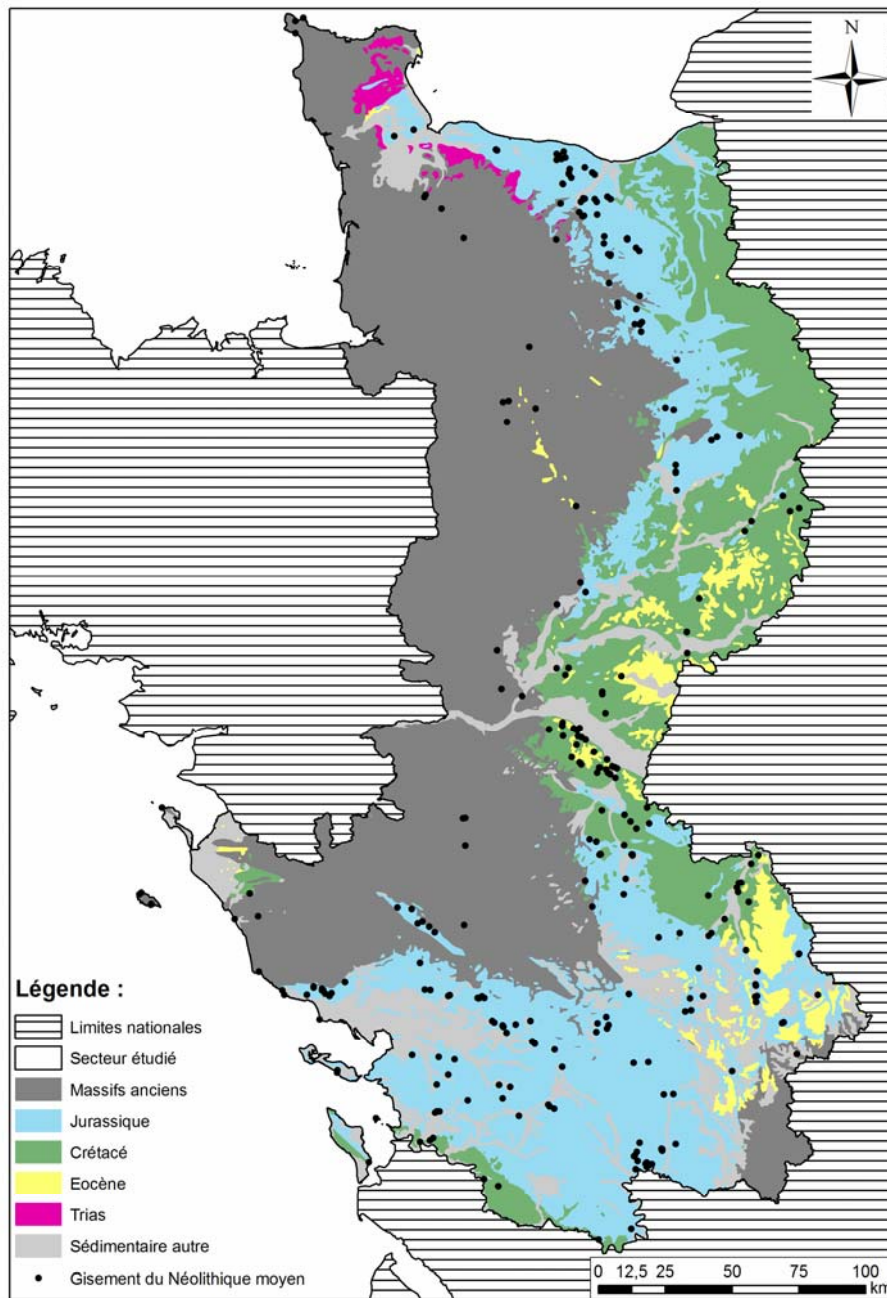 N
Légende :
Limites nationales
Secteur étudié
Massifs anciens
Jurassique
Crétacé
Eocène
Trias
Sédimentaire autre
Gisement du Néolithique moyen
0 12,5 25 50 75 100
km